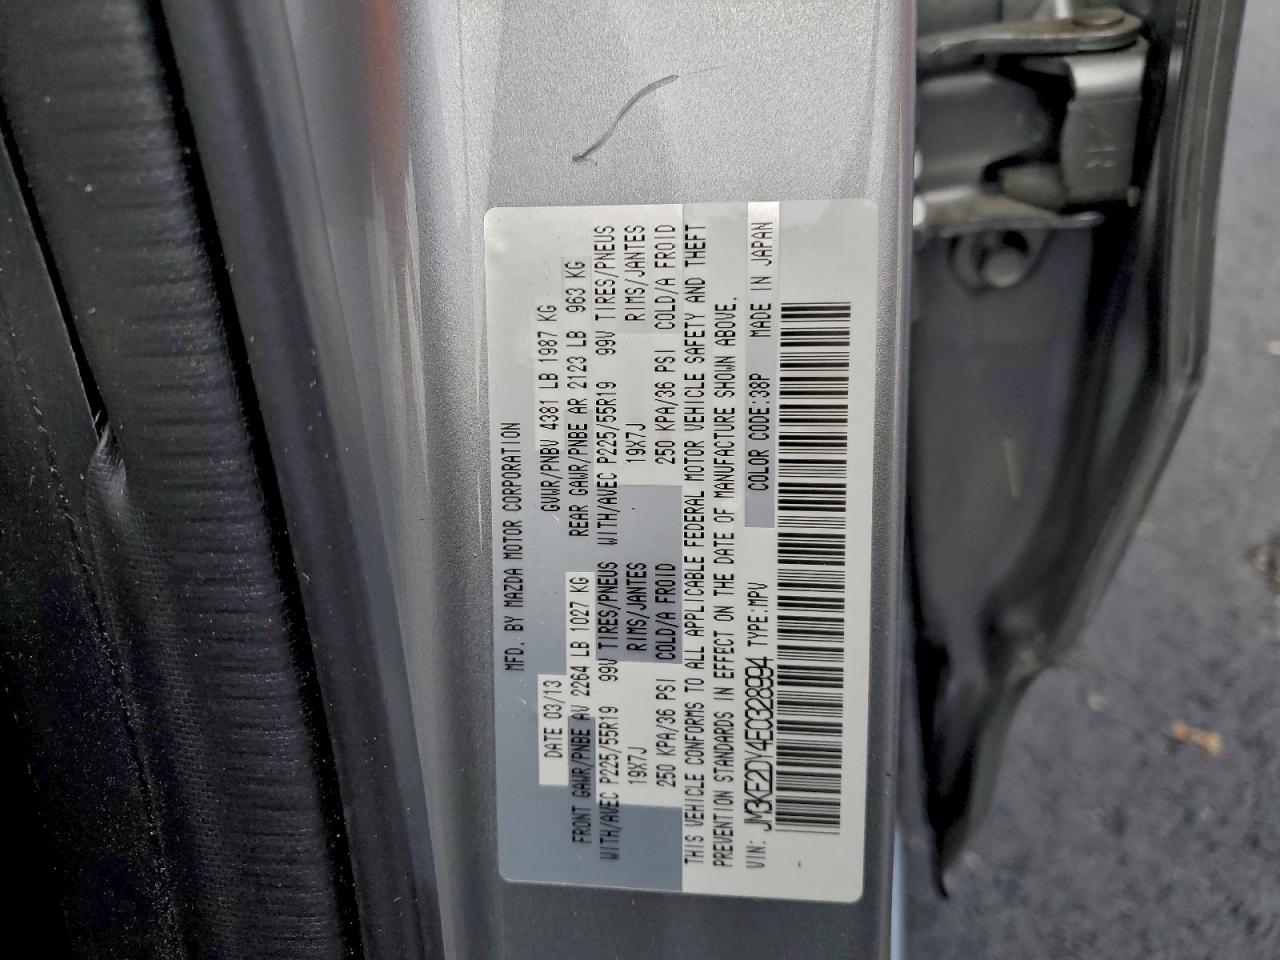 MFD. BY MAZDA MOTOR CORPORATION
DATE 03/13 GVWR/PNBV 4381 LB 1987 KG
FRONT GAWR/PNBE AV 2264 LB 1027 KG REAR GAWR/PNBE AR 2123 LB 963 KG
WITH/AVEC P225/55R19 99V TIRES/PNEUS WITH/AVEC P225/55R19 99V TIRES/PNEUS
19X7J RIMS/JANTES 19X7J RIMS/JANTES
250 KPA/36 PSI COLD/A FROID 250 KPA/36 PSI COLD/A FROID
THIS VEHICLE CONFORMS TO ALL APPLICABLE FEDERAL MOTOR VEHICLE SAFETY AND THEFT
PREVENTION STANDARDS IN EFFECT ON THE DATE OF MANUFACTURE SHOWN ABOVE.
VIN: JM3KE2DY4E0328994 TYPE:MPV COLOR CODE:38P MADE IN JAPAN